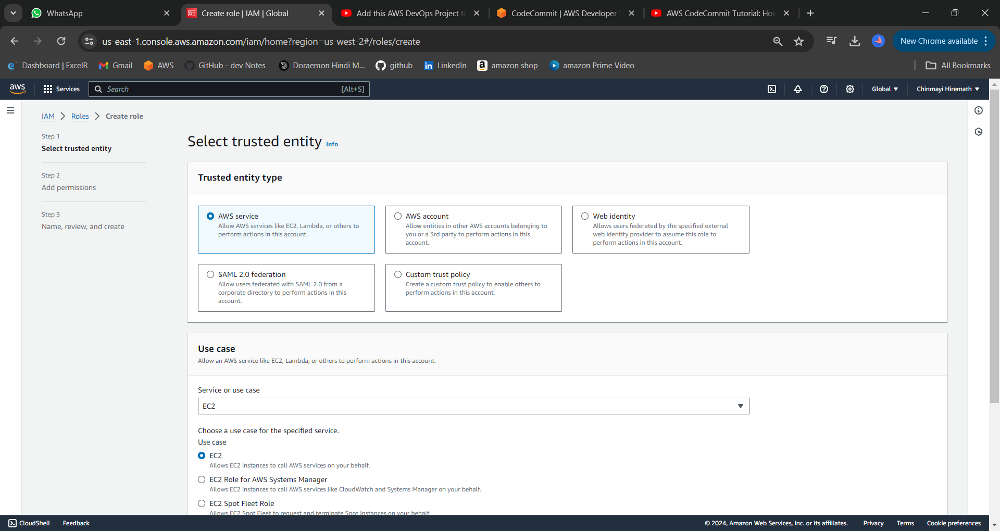 WhatsApp
Create role | IAM | Global
Add this AWS DevOps Project t
CodeCommit | AWS Developer
AWS CodeCommit Tutorial: Ho
us-east-1.console.aws.amazon.com/iam/home?region=us-west-2#/roles/create
New Chrome available
Dashboard | ExcelR
Gmail
AWS
GitHub - dev Notes
Doraemon Hindi M...
github
LinkedIn
amazon shop
amazon Prime Video
All Bookmarks
aws
Services
Search
[Alt+S]
Global
Chinmayi Hiremath
IAM
Roles
Create role
Step 1
Select trusted entity
Step 2
Add permissions
Step 3
Name, review, and create
Select trusted entity Info
Trusted entity type
AWS service
Allow AWS services like EC2, Lambda, or others to
perform actions in this account.
AWS account
Allow entities in other AWS accounts belonging to
you or a 3rd party to perform actions in this
account.
Web identity
Allows users federated by the specified external
web identity provider to assume this role to
perform actions in this account.
SAML 2.0 federation
Allow users federated with SAML 2.0 from a
corporate directory to perform actions in this
account.
Custom trust policy
Create a custom trust policy to enable others to
perform actions in this account.
Use case
Allow an AWS service like EC2, Lambda, or others to perform actions in this account.
Service or use case
EC2
Choose a use case for the specified service.
Use case
EC2
Allows EC2 instances to call AWS services on your behalf.
EC2 Role for AWS Systems Manager
Allows EC2 instances to call AWS services like CloudWatch and Systems Manager on your behalf.
EC2 Spot Fleet Role
Allows EC2 Spot Fleet to request and terminate Spot Instances on your behalf
CloudShell
Feedback
© 2024, Amazon Web Services, Inc. or its affiliates.
Privacy
Terms
Cookie preferences